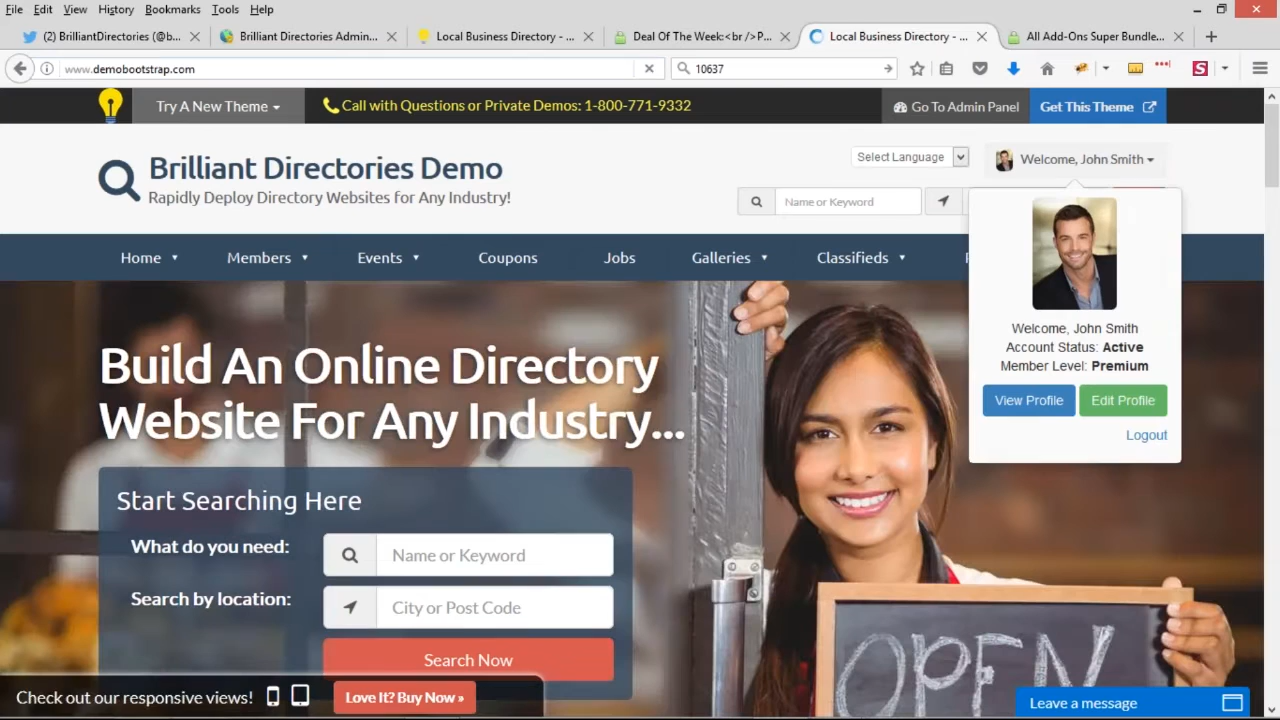 File Edit View History Bookmarks Tools Help
(2) BrilliantDirectories (@b...
Brilliant Directories Admin...
Local Business Directory - ...
Deal Of The Week:<br />P...
Local Business Directory - ...
All Add-Ons Super Bundle...
www.demobootstrap.com
10637
Try A New Theme
Call with Questions or Private Demos: 1-800-771-9332
Go To Admin Panel
Get This Theme
Brilliant Directories Demo
Rapidly Deploy Directory Websites for Any Industry!
Select Language
Welcome, John Smith
Name or Keyword
Home
Members
Events
Coupons
Jobs
Galleries
Classifieds
Welcome, John Smith
Account Status: Active
Member Level: Premium
View Profile
Edit Profile
Logout
Build An Online Directory
Website For Any Industry...
Start Searching Here
What do you need:
Name or Keyword
Search by location:
City or Post Code
Search Now
OPEN
Check out our responsive views!
Love It? Buy Now »
Leave a message